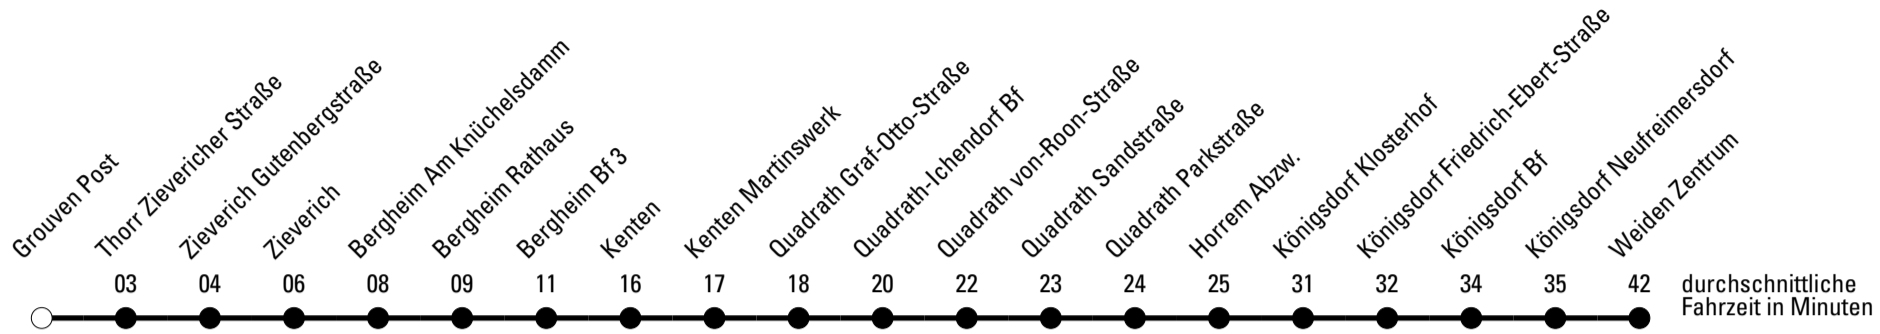 Grouven Post
Thorr Zievericher Straße
Zieverich Gutenbergstraße
Zieverich
Bergheim Am Knüchelsdamm
Bergheim Rathaus
Bergheim Bf 3
Kenten
Kenten Martinswerk
Quadrath Graf-Otto-Straße
Quadrath-Ichendorf Bf
Quadrath von-Roon-Straße
Quadrath Sandstraße
Quadrath Parkstraße
Horrem Abzw.
Königsdorf Klosterhof
Königsdorf Friedrich-Ebert-Straße
Königsdorf Bf
Königsdorf Neufreimersdorf
Weiden Zentrum
03 04 06 08 09 11 16 17 18 20 22 23 24 25 31 32 34 35 42
durchschnittliche
Fahrzeit in Minuten